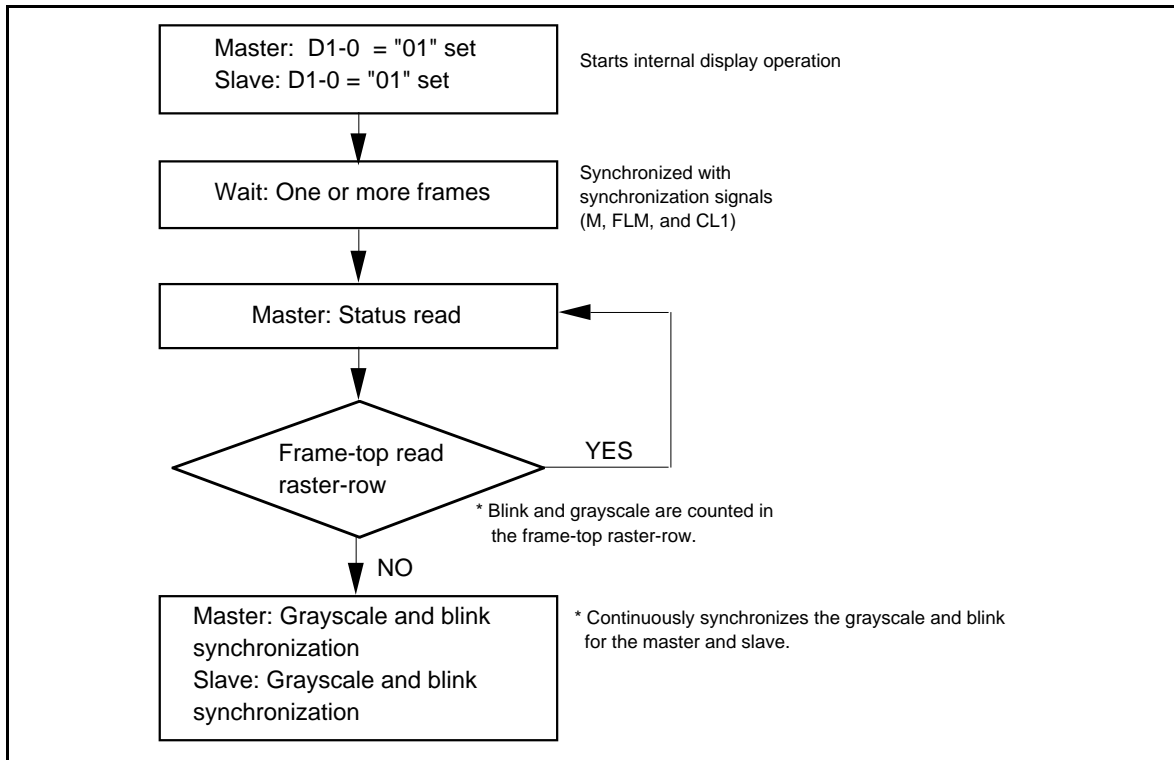 Master:  D1-0  = "01" set
Slave: D1-0 = "01" set
Starts internal display operation
Wait: One or more frames
Synchronized with
synchronization signals
(M, FLM, and CL1)
Master: Status read
Frame-top read
raster-row
YES
* Blink and grayscale are counted in
the frame-top raster-row.
NO
Master: Grayscale and blink
synchronization
Slave: Grayscale and blink
synchronization
* Continuously synchronizes the grayscale and blink
for the master and slave.